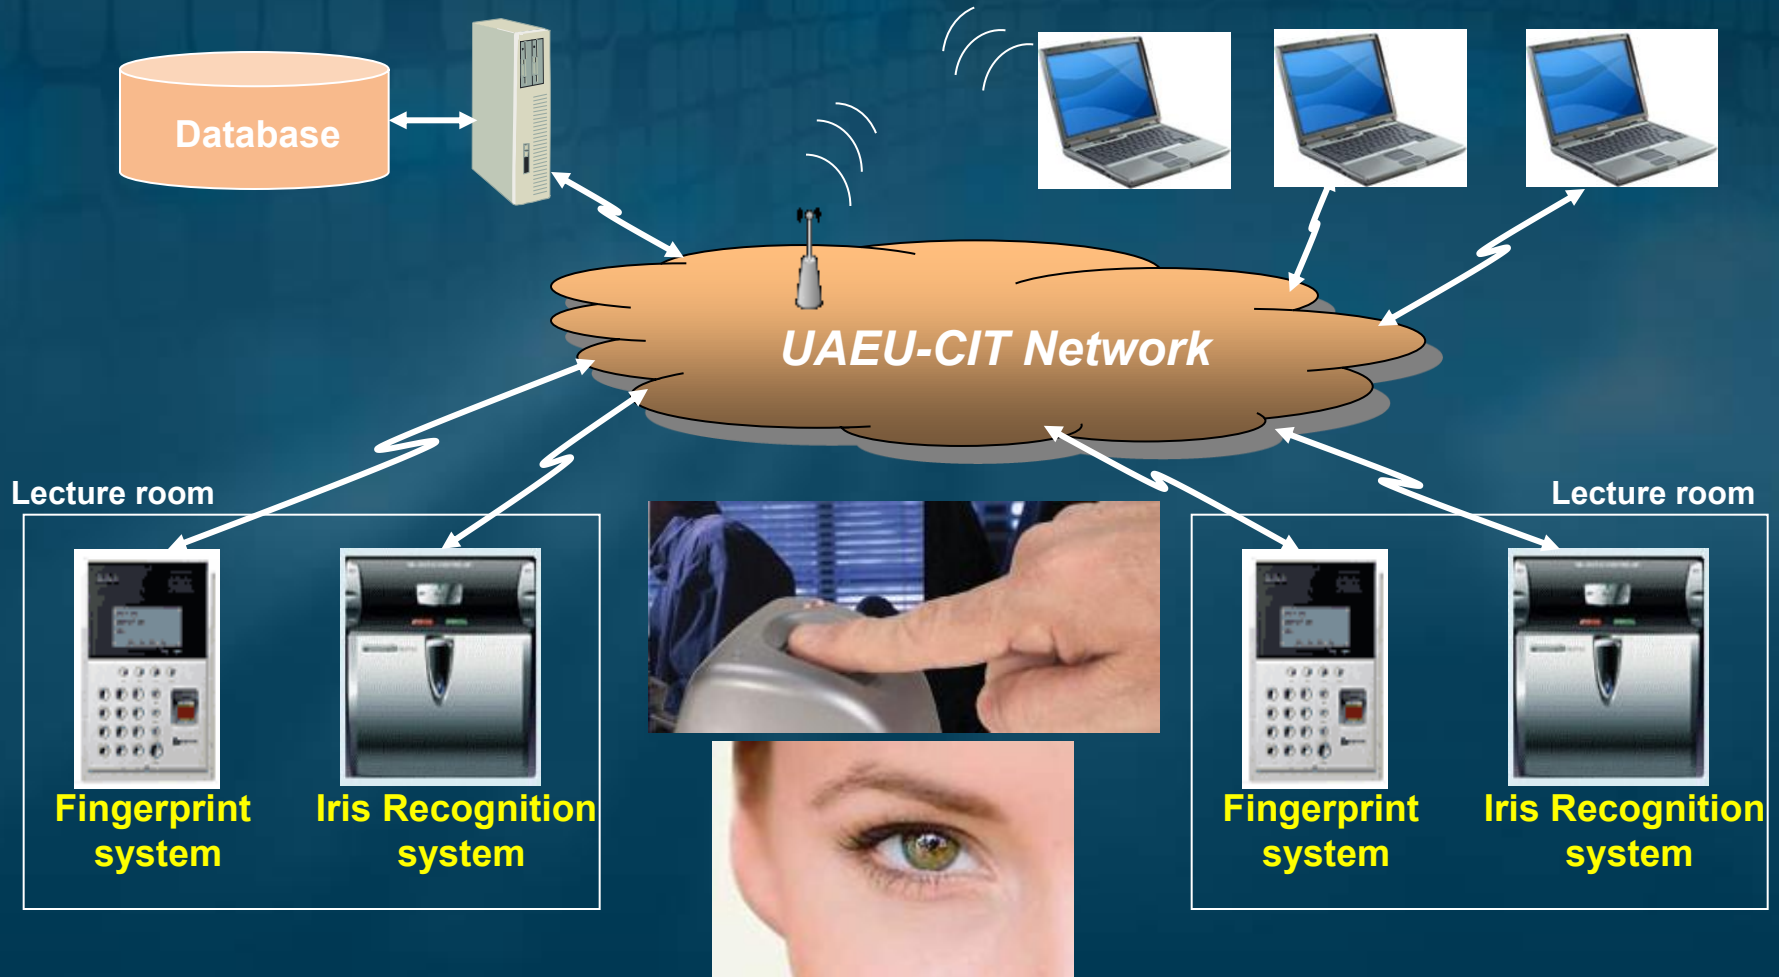 Database
UAEU-CIT Network
Lecture room
Lecture room
Fingerprint
system
Iris Recognition
system
Fingerprint
system
Iris Recognition
system